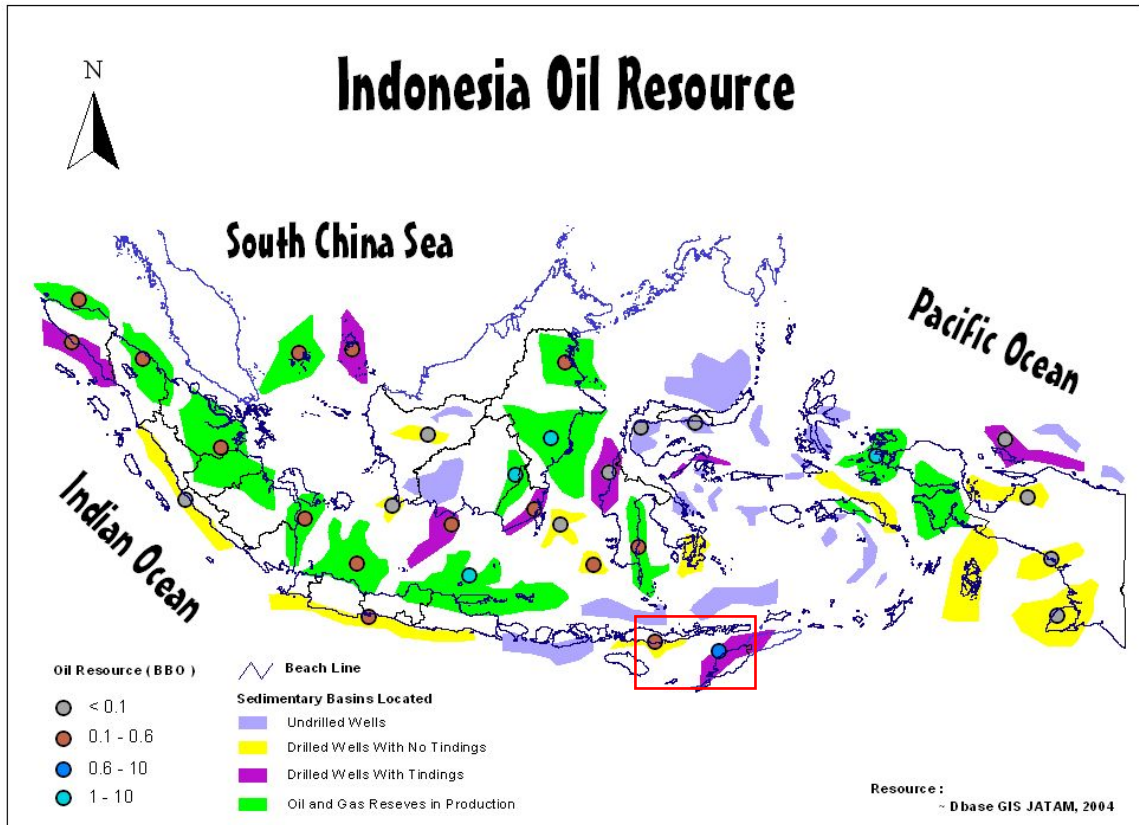 Indonesia Oil Resource
N
South China Sea
Pacific Ocean
Indian Ocean
Oil Resource ( BBO )
< 0.1
0.1 - 0.6
0.6 - 10
1 - 10
Beach Line
Sedimentary Basins Located
Undrilled Wells
Drilled Wells With No Tindings
Drilled Wells With Tindings
Oil and Gas Reseves in Production
Resource :
~ Dbase GIS JATAM, 2004